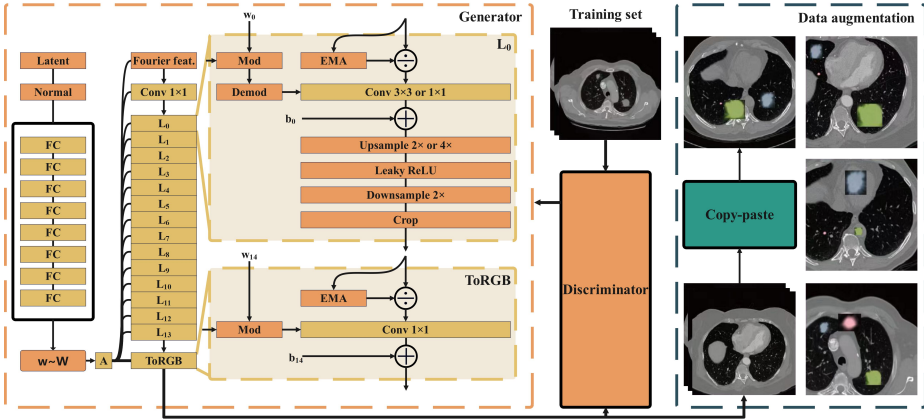 Generator
Latent
Normal
FC
FC
FC
FC
FC
FC
FC
FC
w~W
A
Fourier feat.
Conv 1×1
L₀
L₁
L₂
L₃
L₄
L₅
L₆
L₇
L₈
L₉
L₁₀
L₁₁
L₁₂
L₁₃
ToRGB
w₀
L₀
Mod
EMA
÷
Demod
Conv 3×3 or 1×1
b₀
Upsample 2× or 4×
Leaky ReLU
Downsample 2×
Crop
w₁₄
ToRGB
EMA
÷
Mod
Conv 1×1
b₁₄
Training set
Discriminator
Data augmentation
Copy-paste